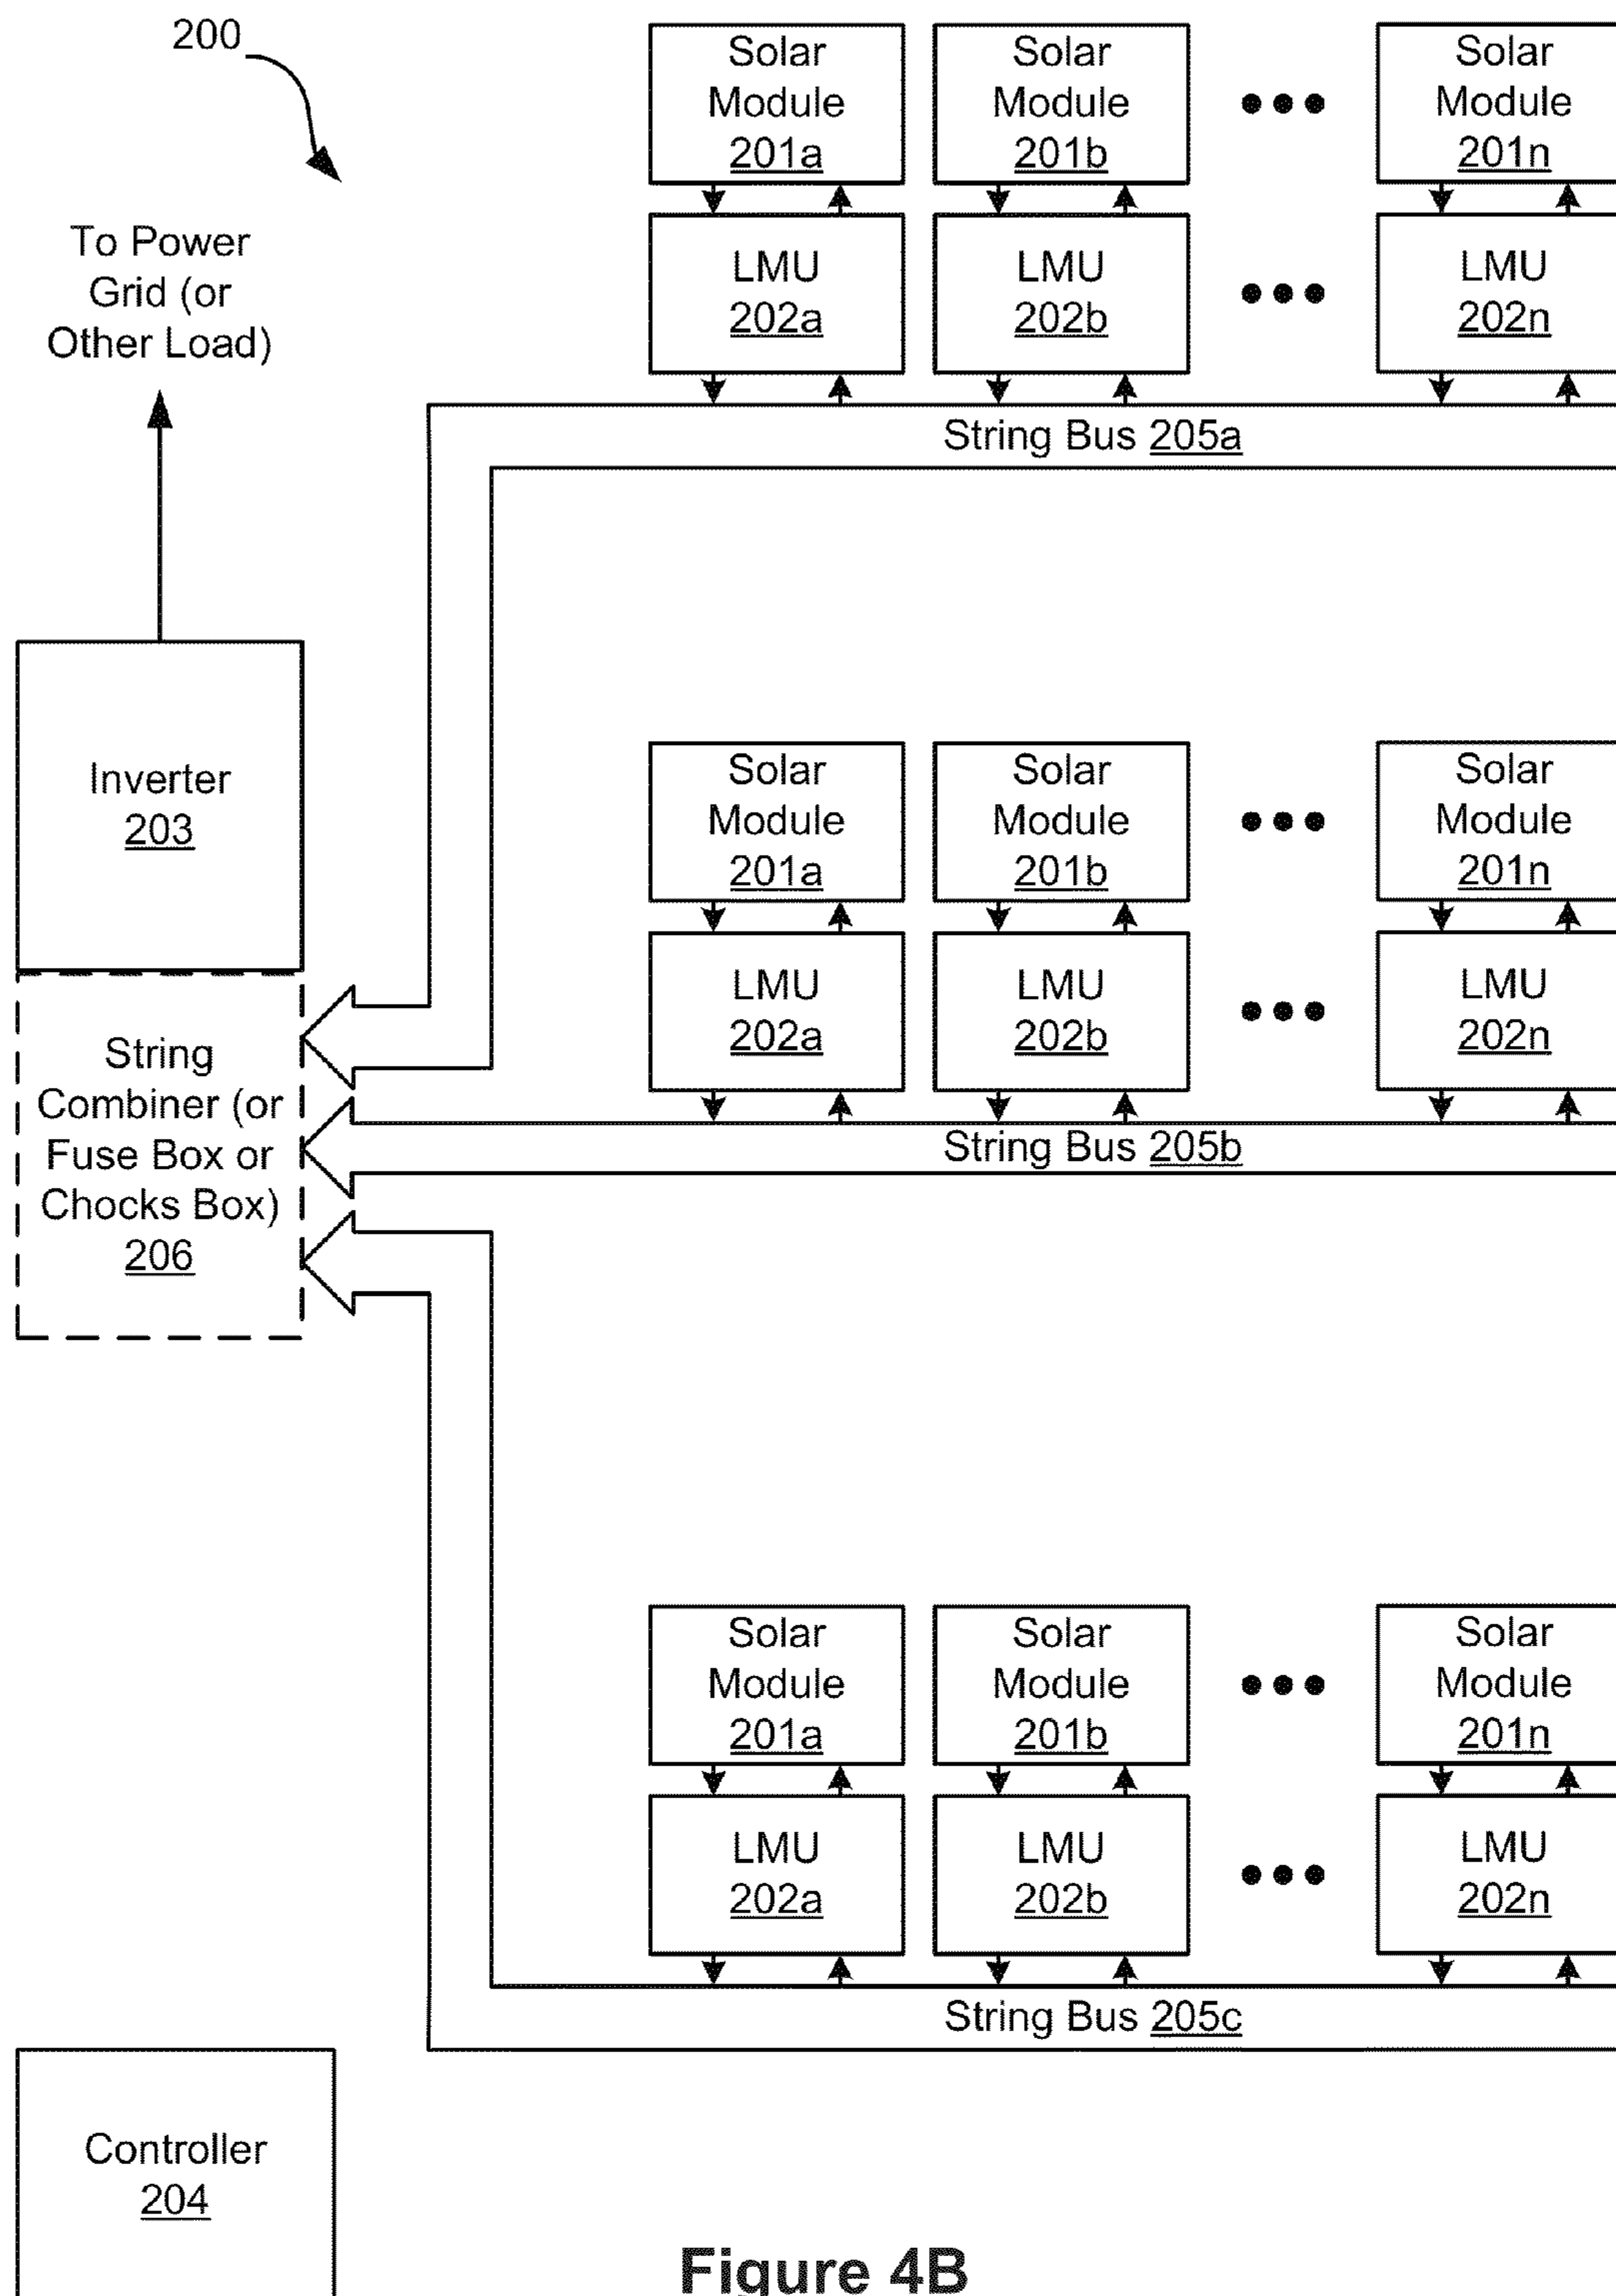 200
To Power
Grid (or
Other Load)
Solar
Module
201a
Solar
Module
201b
Solar
Module
201n
LMU
202a
LMU
202b
LMU
202n
String Bus 205a
Inverter
203
Solar
Module
201a
Solar
Module
201b
Solar
Module
201n
LMU
202a
LMU
202b
LMU
202n
String
Combiner (or
Fuse Box or
Chocks Box)
206
String Bus 205b
Solar
Module
201a
Solar
Module
201b
Solar
Module
201n
LMU
202a
LMU
202b
LMU
202n
String Bus 205c
Controller
204
Figure 4B